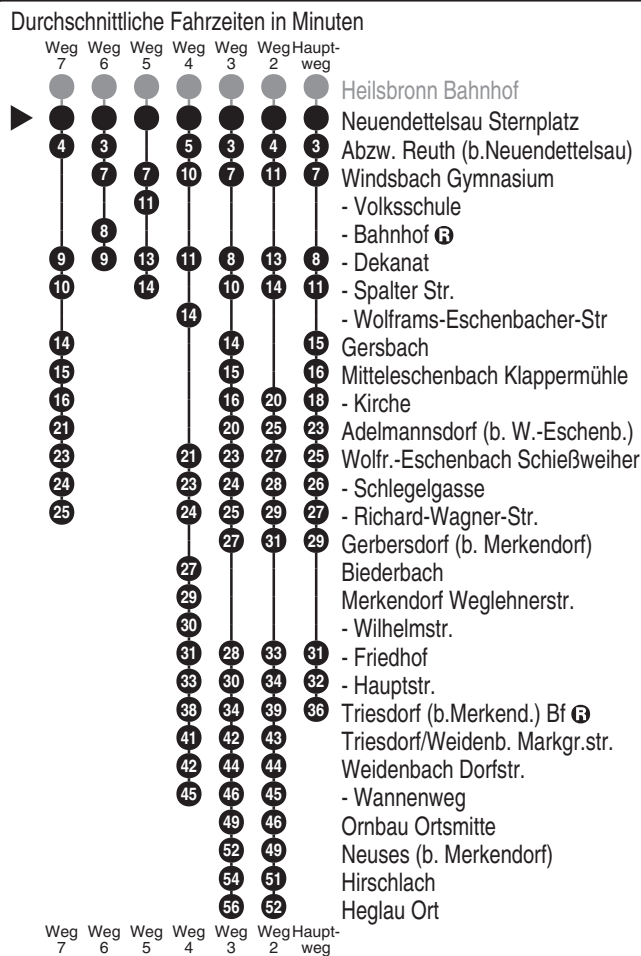 Durchschnittliche Fahrzeiten in Minuten
Weg Weg Weg Weg Weg Weg Haupt-
7 6 5 4 3 2 weg
Heilsbronn Bahnhof
Neuendettelsau Sternplatz
4 3 5 3 4 3 Abzw. Reuth (b.Neuendettelsau)
7 7 10 7 11 7 Windsbach Gymnasium
11 - Volksschule
8 - Bahnhof R
9 9 13 11 8 13 8 - Dekanat
10 14 10 14 11 - Spalter Str.
14 - Wolframs-Eschenbacher-Str
14 14 15 Gersbach
15 15 16 Mitteleschenbach Klappermühle
16 16 20 18 - Kirche
21 20 25 23 Adelmannsdorf (b. W.-Eschenb.)
23 21 23 27 25 Wolfr.-Eschenbach Schießweiher
24 23 24 28 26 - Schlegelgasse
25 24 25 29 27 - Richard-Wagner-Str.
27 31 29 Gerbersdorf (b. Merkendorf)
27 Biederbach
29 Merkendorf Weglehnerstr.
30 - Wilhelmstr.
31 28 33 31 - Friedhof
33 30 34 32 - Hauptstr.
38 34 39 36 Triesdorf (b.Merkend.) Bf R
41 42 43 Triesdorf/Weidenb. Markgr.str.
42 44 44 Weidenbach Dorfstr.
45 46 45 - Wannenweg
49 46 Ornbau Ortsmitte
52 49 Neuses (b. Merkendorf)
54 51 Hirschlach
56 52 Heglau Ort
Weg Weg Weg Weg Weg Weg Haupt-
7 6 5 4 3 2 weg